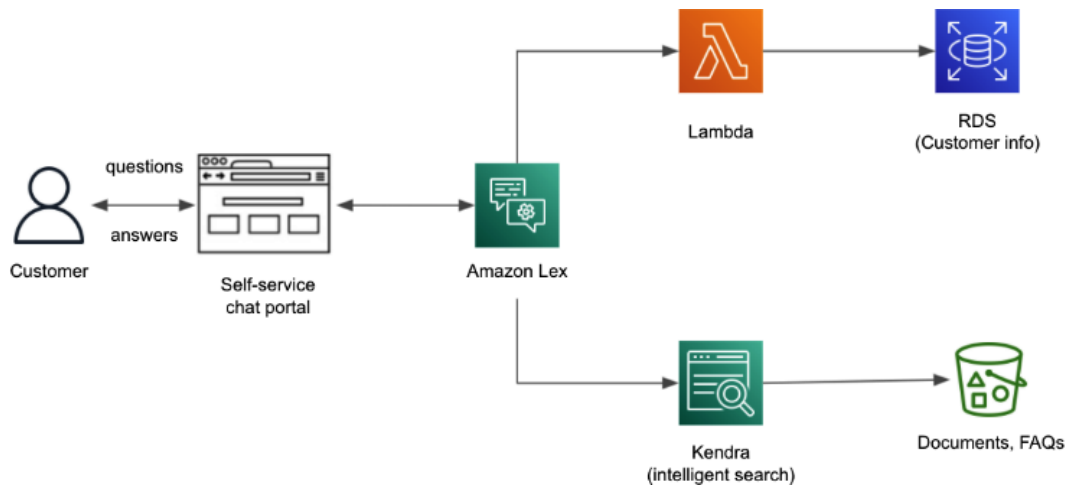 questions
answers
Customer
Self-service
chat portal
Amazon Lex
Lambda
RDS
(Customer info)
Kendra
(intelligent search)
Documents, FAQs